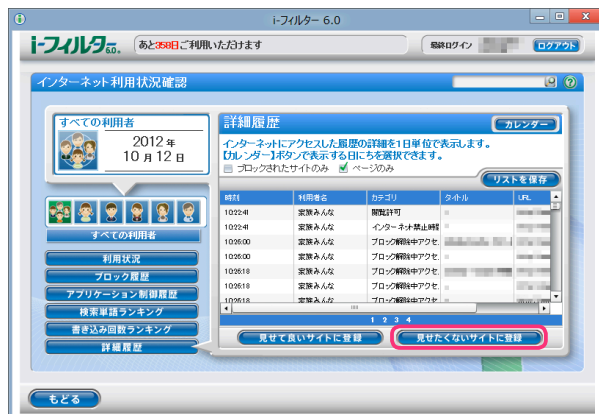 i-フィルター 6.0
i-フィルター 6.0
あと358日ご利用いただけます
最終ログイン
ログアウト
インターネット利用状況確認
?
すべての利用者
2012 年
10 月 12 日
すべての利用者
利用状況
ブロック履歴
アプリケーション制御履歴
検索単語ランキング
書き込み回数ランキング
詳細履歴
詳細履歴
カレンダー
インターネットにアクセスした履歴の詳細を1日単位で表示します。
【カレンダー】ボタンで表示する日にちを選択できます。
ブロックされたサイトのみ ページのみ
リストを保存
時刻 利用者名 カテゴリ タイトル URL
10:22:41 家族みんな 閲覧許可
10:22:41 家族みんな インターネット禁止時間
10:26:00 家族みんな ブロック解除中アクセ
10:26:00 家族みんな ブロック解除中アクセ
10:26:18 家族みんな ブロック解除中アクセ
10:26:18 家族みんな ブロック解除中アクセ
10:26:18 家族みんな ブロック解除中アクセ
1 2 3 4
見せて良いサイトに登録
見せたくないサイトに登録
もどる